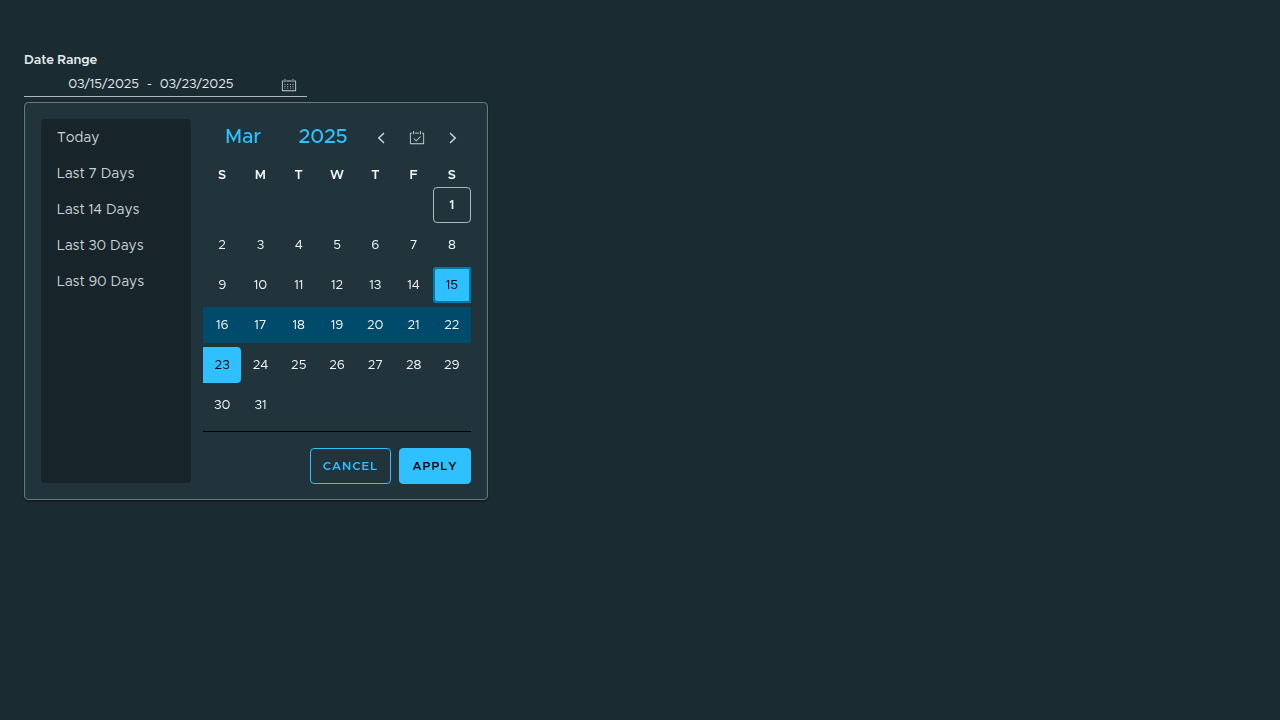 Date Range
03/15/2025 - 03/23/2025
Today
Last 7 Days
Last 14 Days
Last 30 Days
Last 90 Days
Mar 2025
S M T W T F S
1
2 3 4 5 6 7 8
9 10 11 12 13 14 15
16 17 18 19 20 21 22
23 24 25 26 27 28 29
30 31
CANCEL APPLY